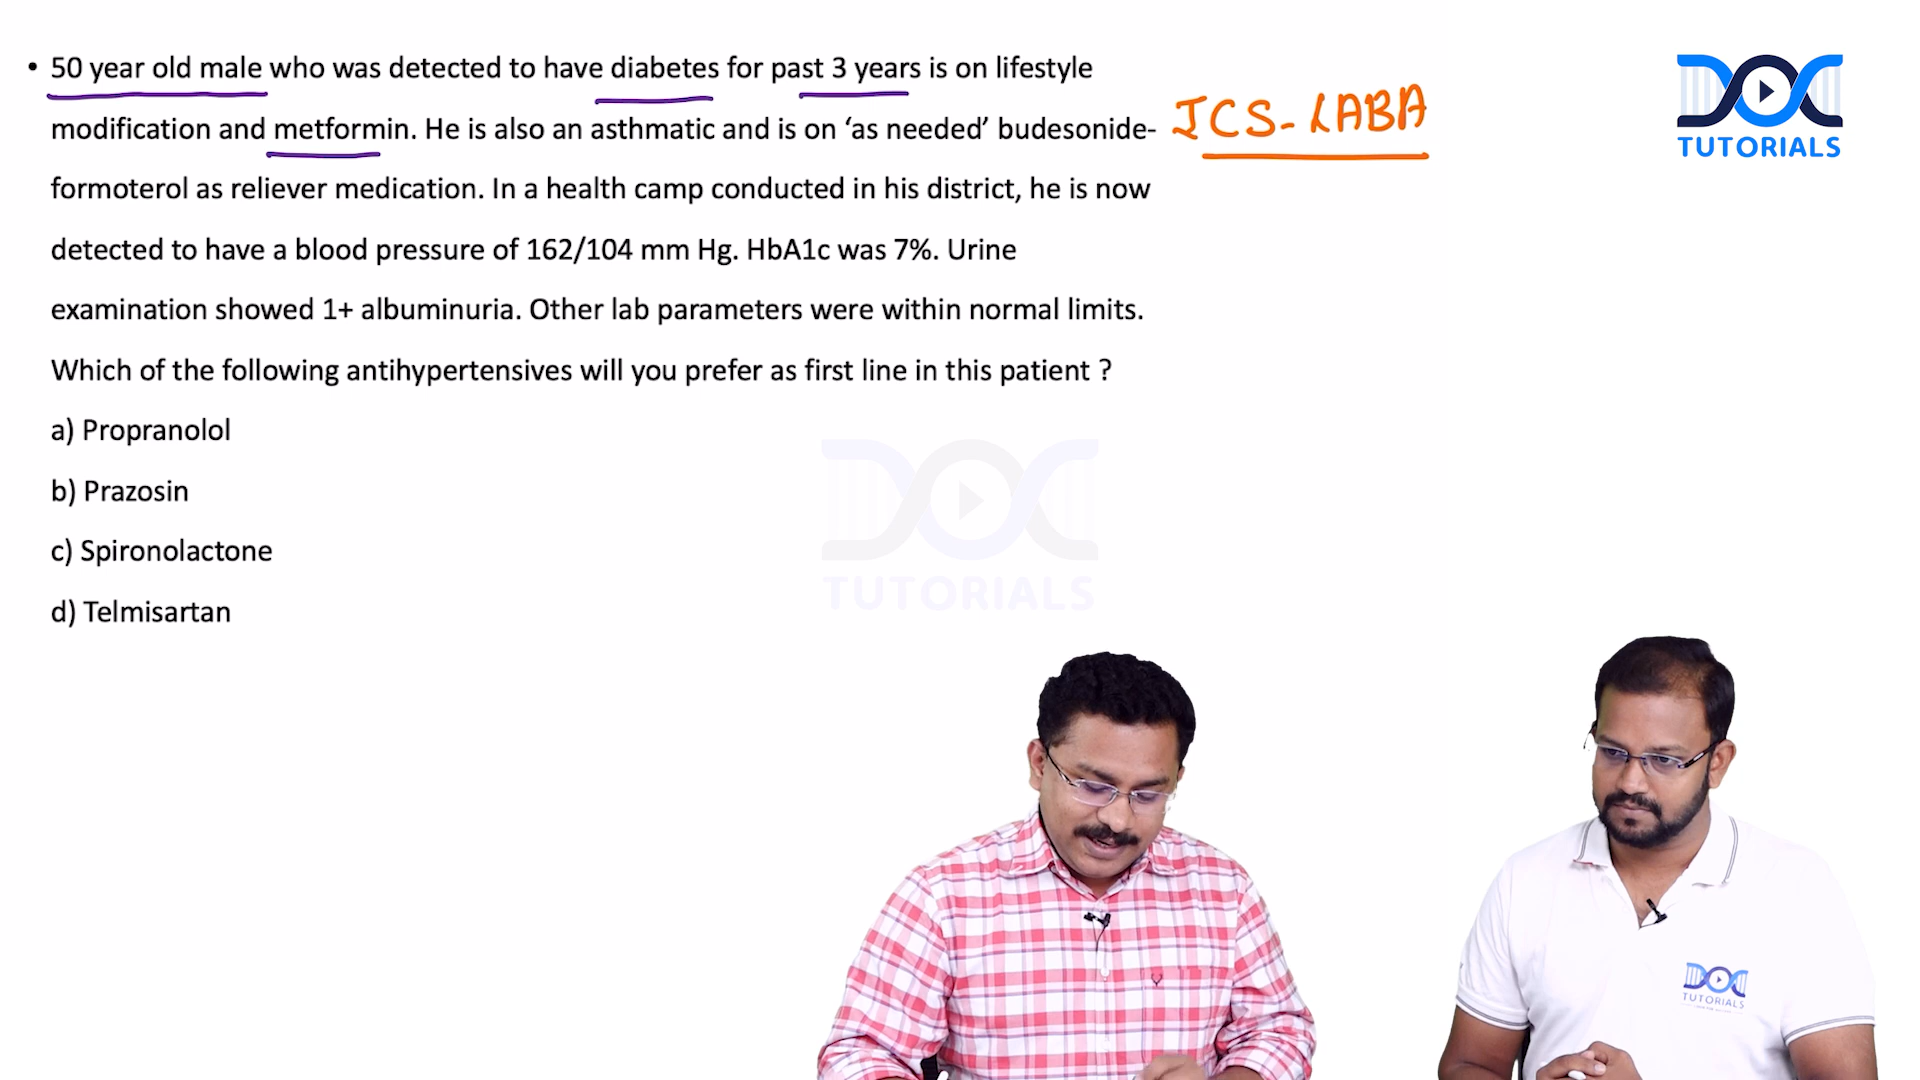 • 50 year old male who was detected to have diabetes for past 3 years is on lifestyle
modification and metformin. He is also an asthmatic and is on ‘as needed’ budesonide-
formoterol as reliever medication. In a health camp conducted in his district, he is now
detected to have a blood pressure of 162/104 mm Hg. HbA1c was 7%. Urine
examination showed 1+ albuminuria. Other lab parameters were within normal limits.
Which of the following antihypertensives will you prefer as first line in this patient ?
a) Propranolol
b) Prazosin
c) Spironolactone
d) Telmisartan
ICS-LABA
DOC
TUTORIALS
DOC
TUTORIALS
DOC
TUTORIALS